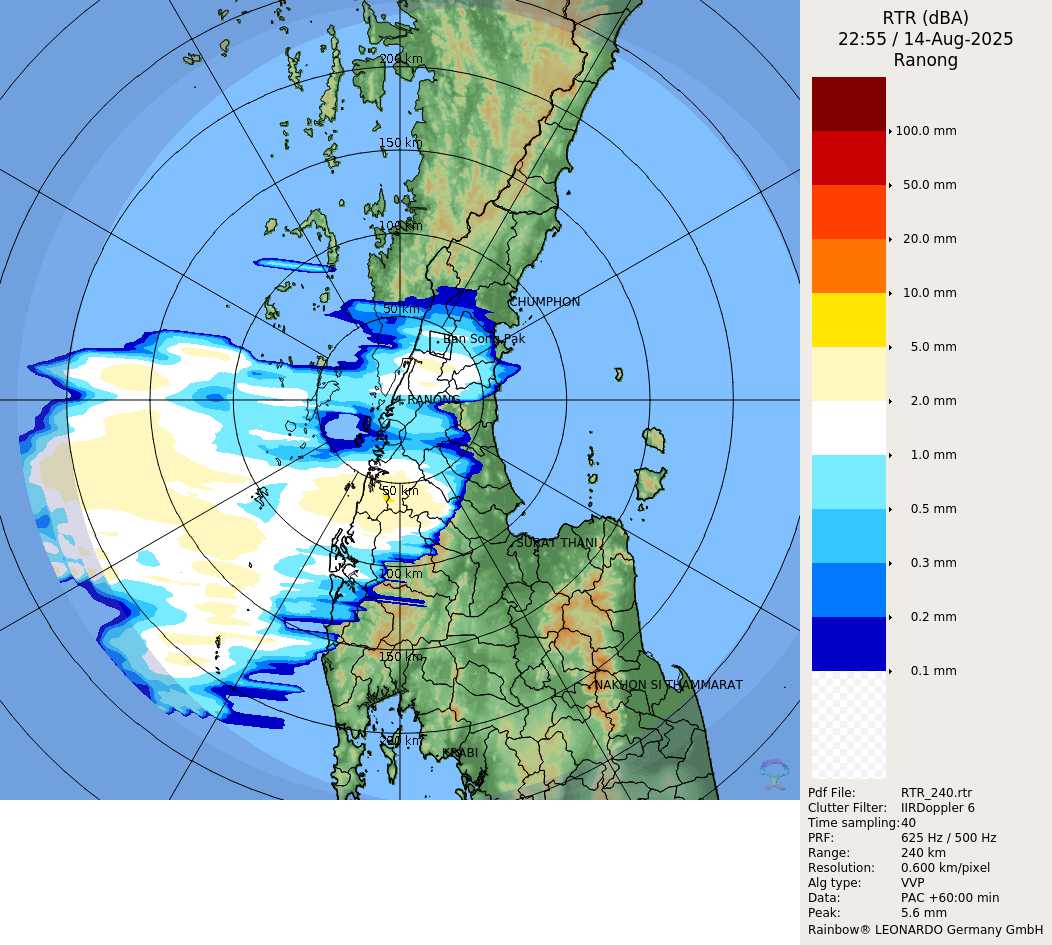 RTR (dBA)
22:55 / 14-Aug-2025
Ranong
200 km
150 km
100 km
50 km
CHUMPHON
Ban Song Pak
RANONG
50 km
SURAT THANI
100 km
150 km
NAKHON SI THAMMARAT
200 km
KRABI
100.0 mm
50.0 mm
20.0 mm
10.0 mm
5.0 mm
2.0 mm
1.0 mm
0.5 mm
0.3 mm
0.2 mm
0.1 mm
Pdf File: RTR_240.rtr
Clutter Filter: IIRDoppler 6
Time sampling:40
PRF: 625 Hz / 500 Hz
Range: 240 km
Resolution: 0.600 km/pixel
Alg type: VVP
Data: PAC +60:00 min
Peak: 5.6 mm
Rainbow® LEONARDO Germany GmbH